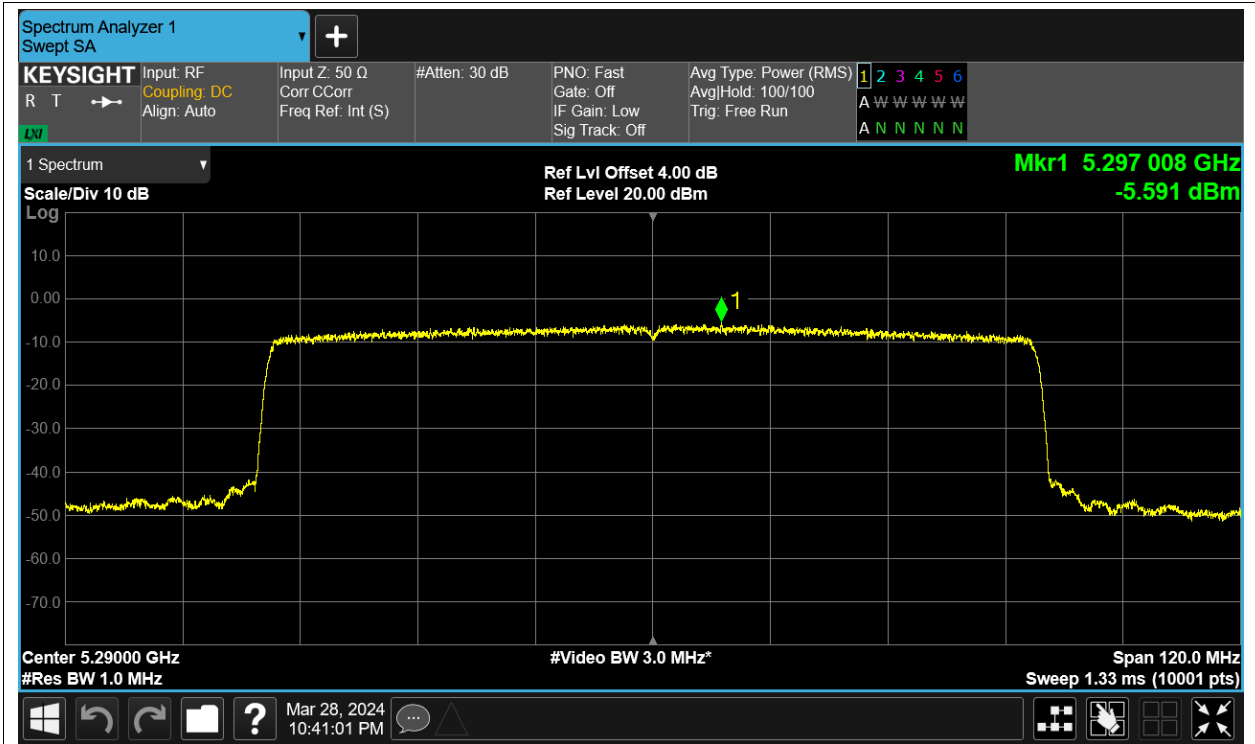 Spectrum Analyzer 1
Swept SA
KEYSIGHT
R T
LXI
Input: RF
Coupling: DC
Align: Auto
Input Z: 50 Ω
Corr CCorr
Freq Ref: Int (S)
#Atten: 30 dB
PNO: Fast
Gate: Off
IF Gain: Low
Sig Track: Off
Avg Type: Power (RMS)
Avg|Hold: 100/100
Trig: Free Run
1 2 3 4 5 6
A W W W W W
A N N N N N
1 Spectrum
Scale/Div 10 dB
Log
Ref Lvl Offset 4.00 dB
Ref Level 20.00 dBm
Mkr1 5.297 008 GHz
-5.591 dBm
10.0
0.00
1
-10.0
-20.0
-30.0
-40.0
-50.0
-60.0
-70.0
Center 5.29000 GHz
#Video BW 3.0 MHz*
Span 120.0 MHz
#Res BW 1.0 MHz
Sweep 1.33 ms (10001 pts)
?
Mar 28, 2024
10:41:01 PM